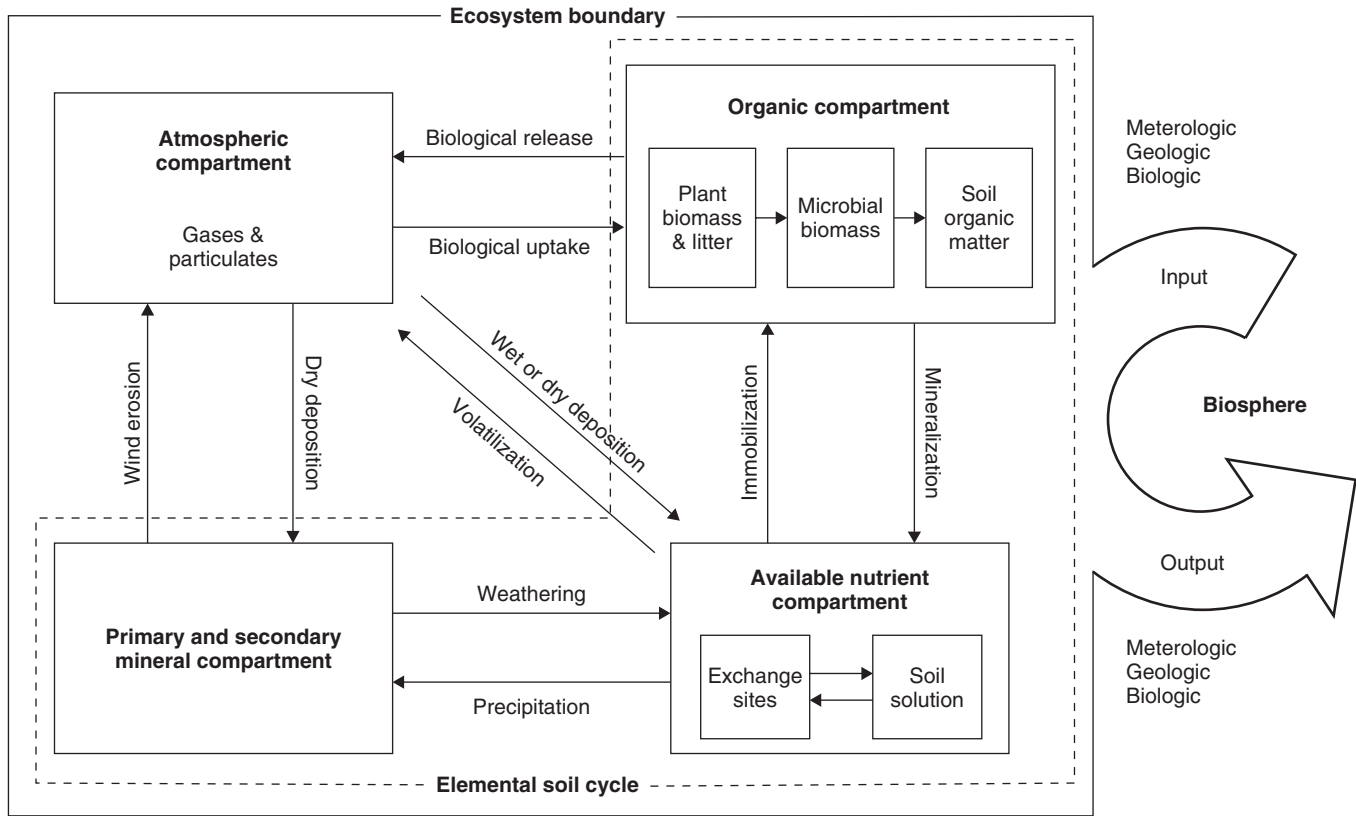 Ecosystem boundary
Atmospheric
compartment
Gases &
particulates
Biological release
Biological uptake
Organic compartment
Plant
biomass
& litter
Microbial
biomass
Soil
organic
matter
Meterologic
Geologic
Biologic
Input
Biosphere
Output
Meterologic
Geologic
Biologic
Wind erosion
Dry deposition
Wet or dry deposition
Volatilization
Immobilization
Mineralization
Primary and secondary
mineral compartment
Weathering
Precipitation
Available nutrient
compartment
Exchange
sites
Soil
solution
Elemental soil cycle